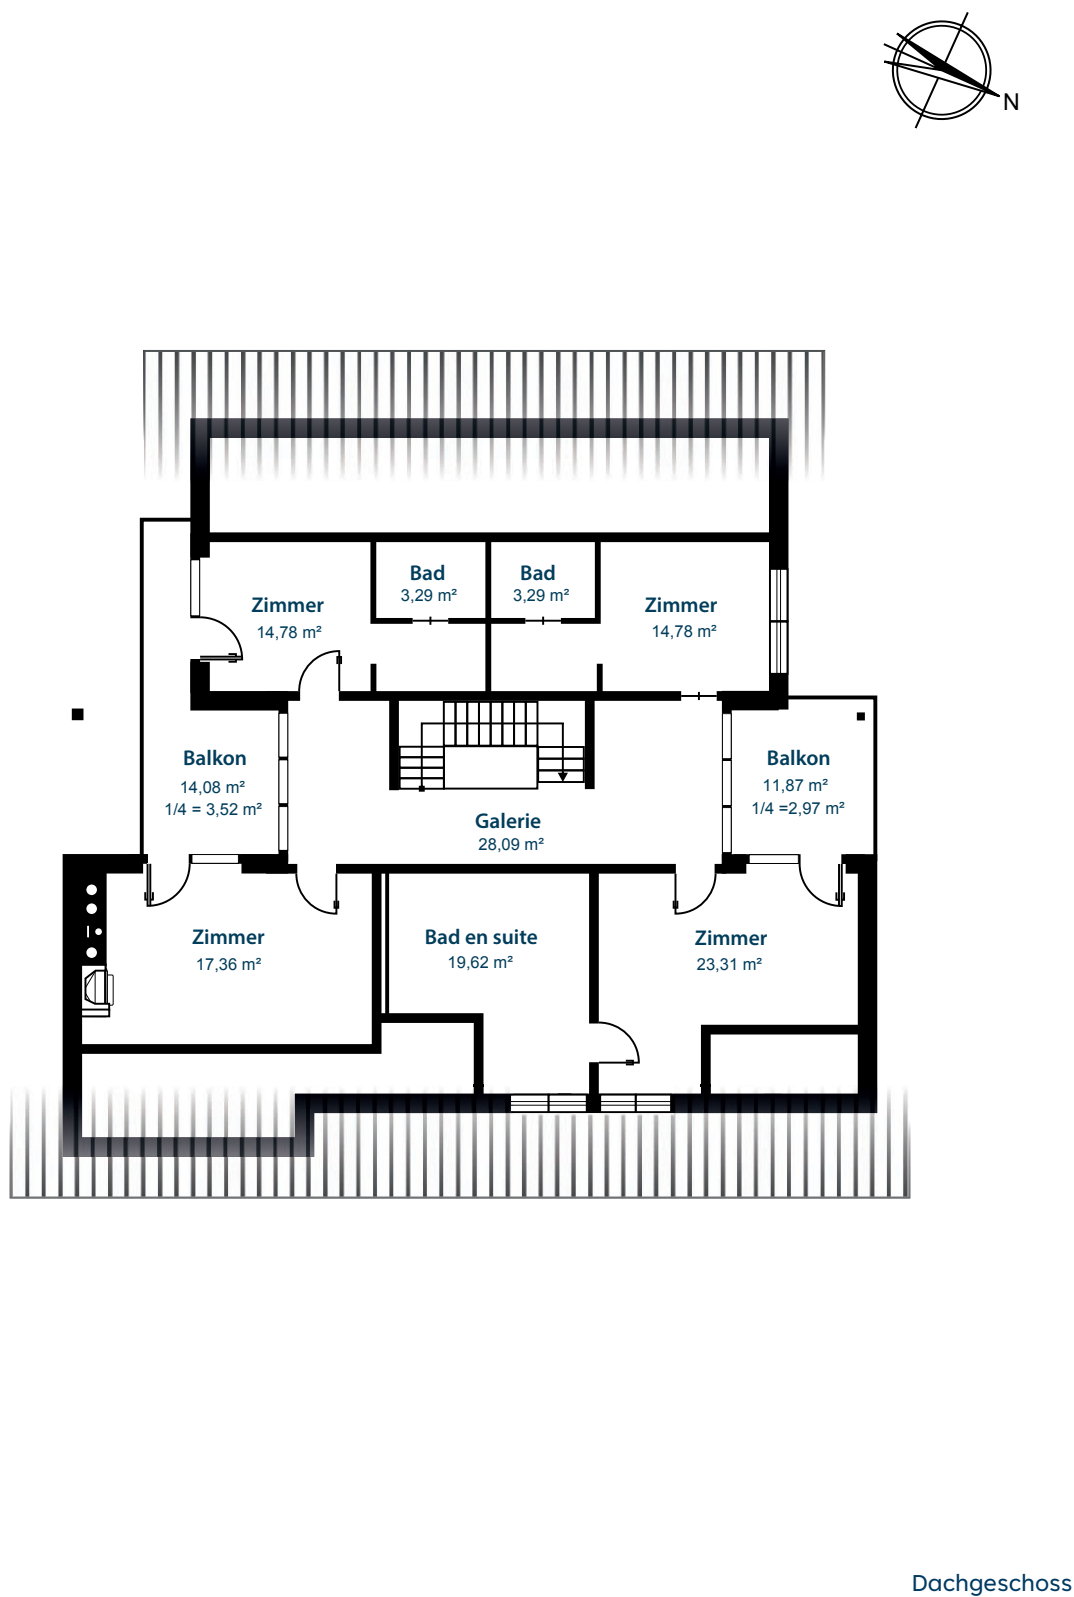 N
Bad
3,29 m²
Bad
3,29 m²
Zimmer
14,78 m²
Zimmer
14,78 m²
Balkon
14,08 m²
1/4 = 3,52 m²
Balkon
11,87 m²
1/4 =2,97 m²
Galerie
28,09 m²
Zimmer
17,36 m²
Bad en suite
19,62 m²
Zimmer
23,31 m²
Dachgeschoss